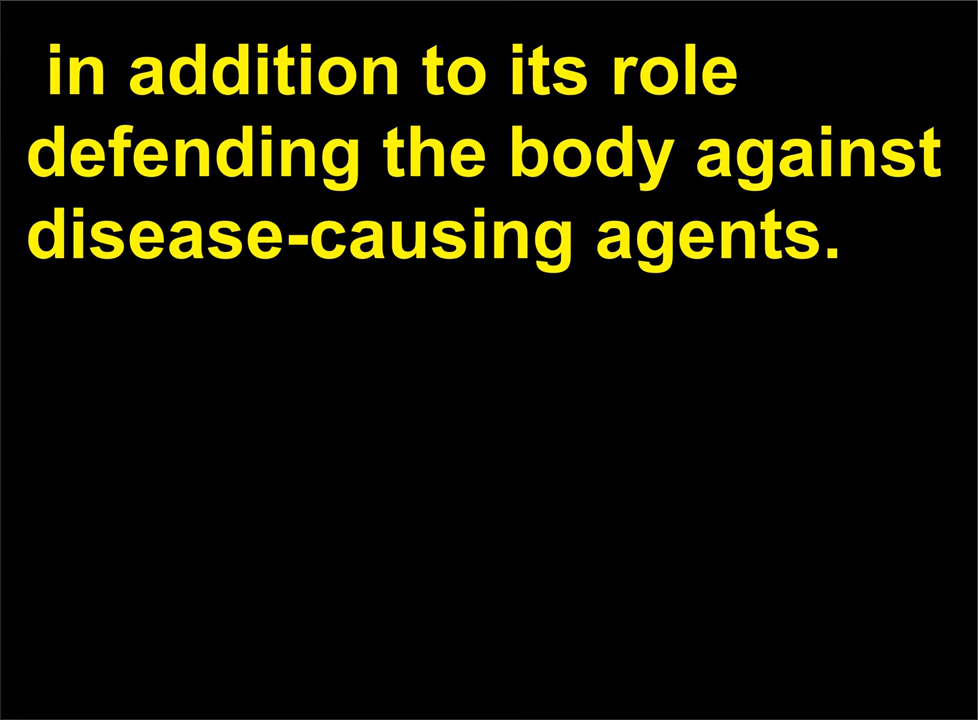 in addition to its role
defending the body against
disease-causing agents.